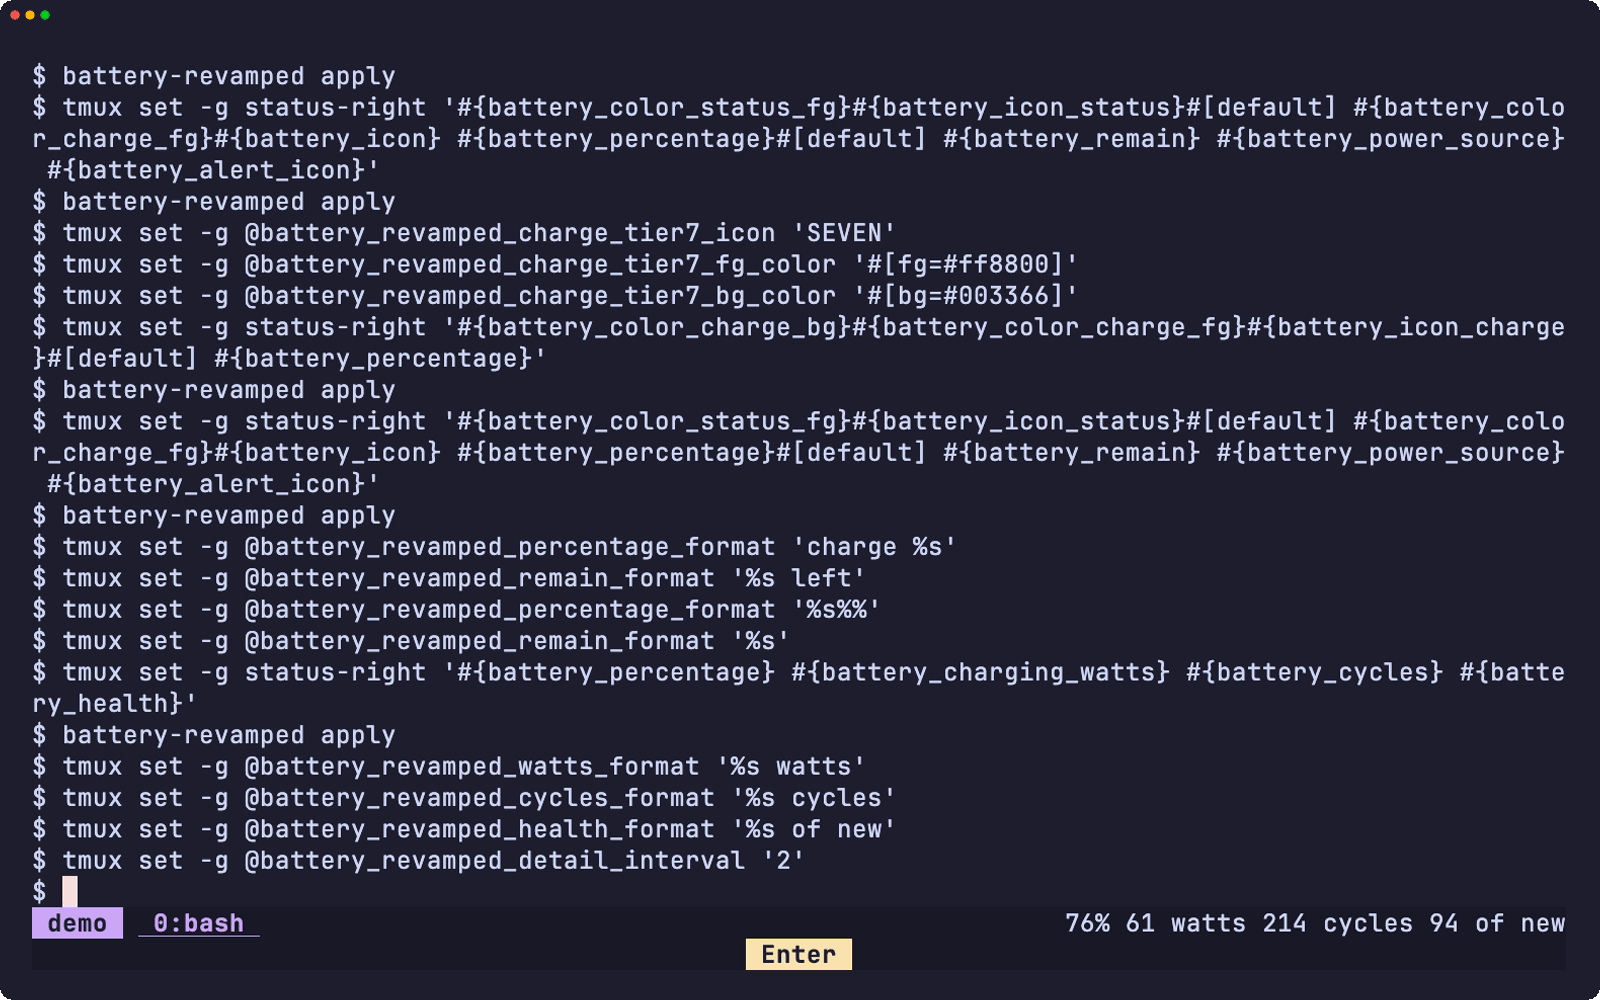 $ battery-revamped apply
$ tmux set -g status-right '#{battery_color_status_fg}#{battery_icon_status}#[default] #{battery_colo
r_charge_fg}#{battery_icon} #{battery_percentage}#[default] #{battery_remain} #{battery_power_source}
 #{battery_alert_icon}'
$ battery-revamped apply
$ tmux set -g @battery_revamped_charge_tier7_icon 'SEVEN'
$ tmux set -g @battery_revamped_charge_tier7_fg_color '#[fg=#ff8800]'
$ tmux set -g @battery_revamped_charge_tier7_bg_color '#[bg=#003366]'
$ tmux set -g status-right '#{battery_color_charge_bg}#{battery_color_charge_fg}#{battery_icon_charge
}#[default] #{battery_percentage}'
$ battery-revamped apply
$ tmux set -g status-right '#{battery_color_status_fg}#{battery_icon_status}#[default] #{battery_colo
r_charge_fg}#{battery_icon} #{battery_percentage}#[default] #{battery_remain} #{battery_power_source}
 #{battery_alert_icon}'
$ battery-revamped apply
$ tmux set -g @battery_revamped_percentage_format 'charge %s'
$ tmux set -g @battery_revamped_remain_format '%s left'
$ tmux set -g @battery_revamped_percentage_format '%s%%'
$ tmux set -g @battery_revamped_remain_format '%s'
$ tmux set -g status-right '#{battery_percentage} #{battery_charging_watts} #{battery_cycles} #{batte
ry_health}'
$ battery-revamped apply
$ tmux set -g @battery_revamped_watts_format '%s watts'
$ tmux set -g @battery_revamped_cycles_format '%s cycles'
$ tmux set -g @battery_revamped_health_format '%s of new'
$ tmux set -g @battery_revamped_detail_interval '2'
$
demo 0:bash 76% 61 watts 214 cycles 94 of new
Enter